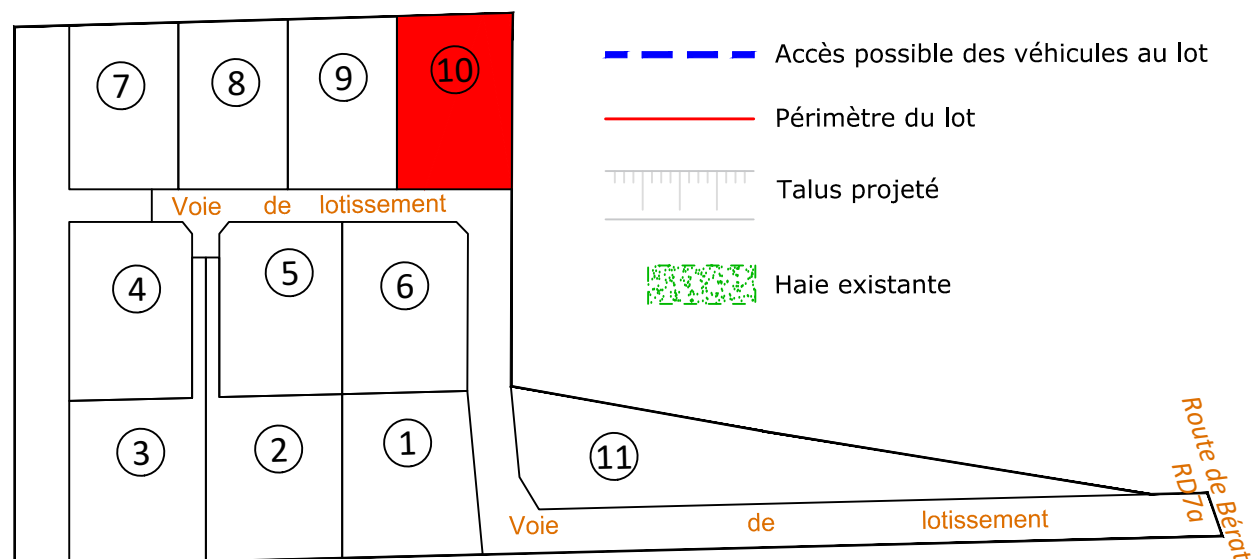 7
8
9
10
Accès possible des véhicules au lot
Périmètre du lot
Talus projeté
Haie existante
Voie de lotissement
4
5
6
3
2
1
11
Voie de lotissement
Route de Bérat
RD7a